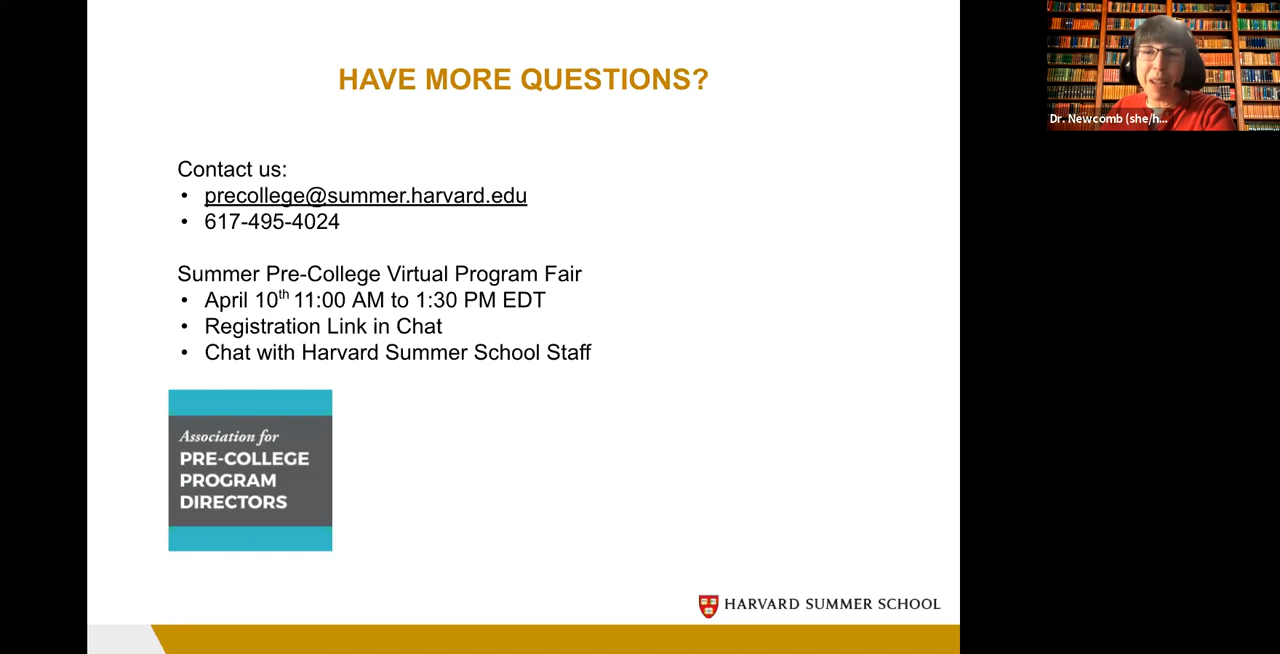 HAVE MORE QUESTIONS?
Contact us:
• precollege@summer.harvard.edu
• 617-495-4024
Summer Pre-College Virtual Program Fair
• April 10th 11:00 AM to 1:30 PM EDT
• Registration Link in Chat
• Chat with Harvard Summer School Staff
Association for
PRE-COLLEGE
PROGRAM
DIRECTORS
HARVARD SUMMER SCHOOL
Dr. Newcomb (she/h...